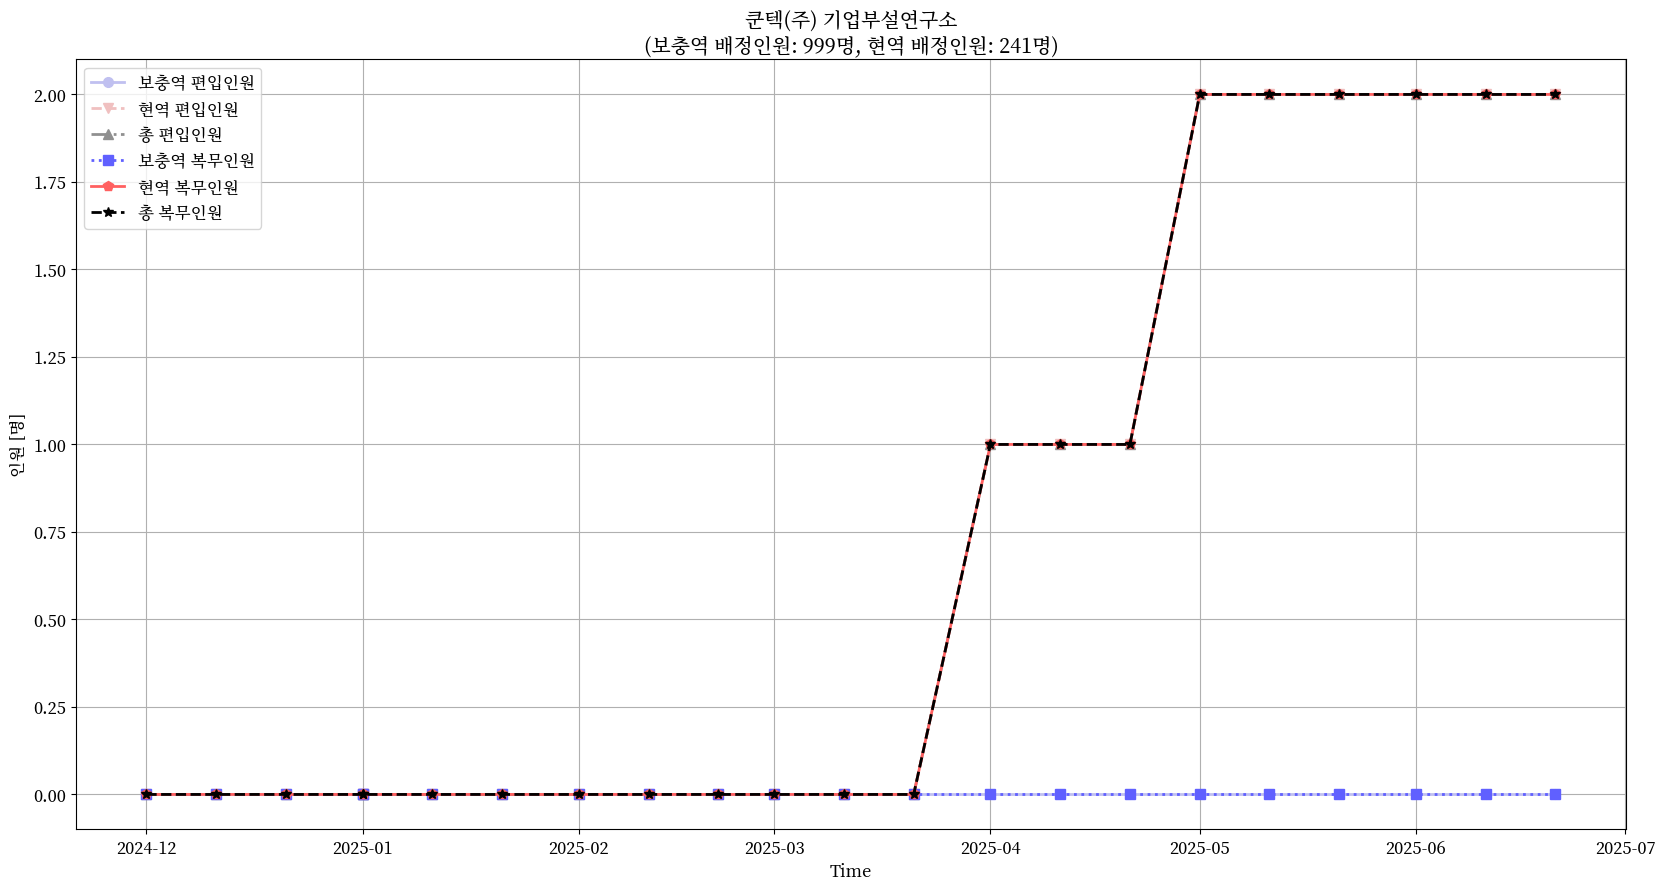 쿤텍(주) 기업부설연구소
(보충역 배정인원: 999명, 현역 배정인원: 241명)
보충역 편입인원
현역 편입인원
총 편입인원
보충역 복무인원
현역 복무인원
총 복무인원
2.00
1.75
1.50
1.25
1.00
0.75
0.50
0.25
0.00
인원 [명]
2024-12
2025-01
2025-02
2025-03
2025-04
2025-05
2025-06
2025-07
Time